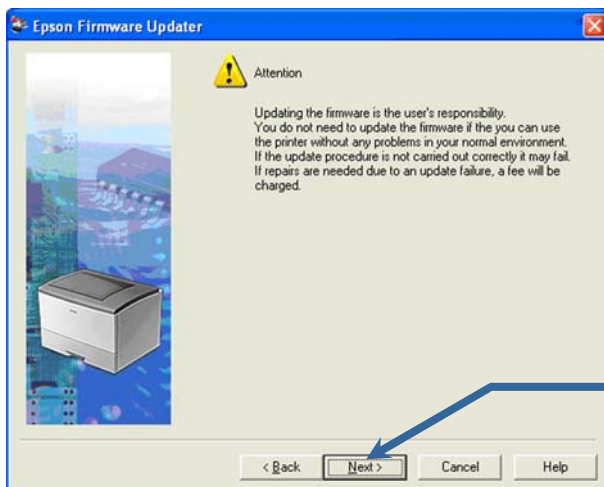 Epson Firmware Updater
Attention
Updating the firmware is the user's responsibility.
You do not need to update the firmware if the you can use
the printer without any problems in your normal environment.
If the update procedure is not carried out correctly it may fail.
If repairs are needed due to an update failure, a fee will be
charged.
< Back Next > Cancel Help